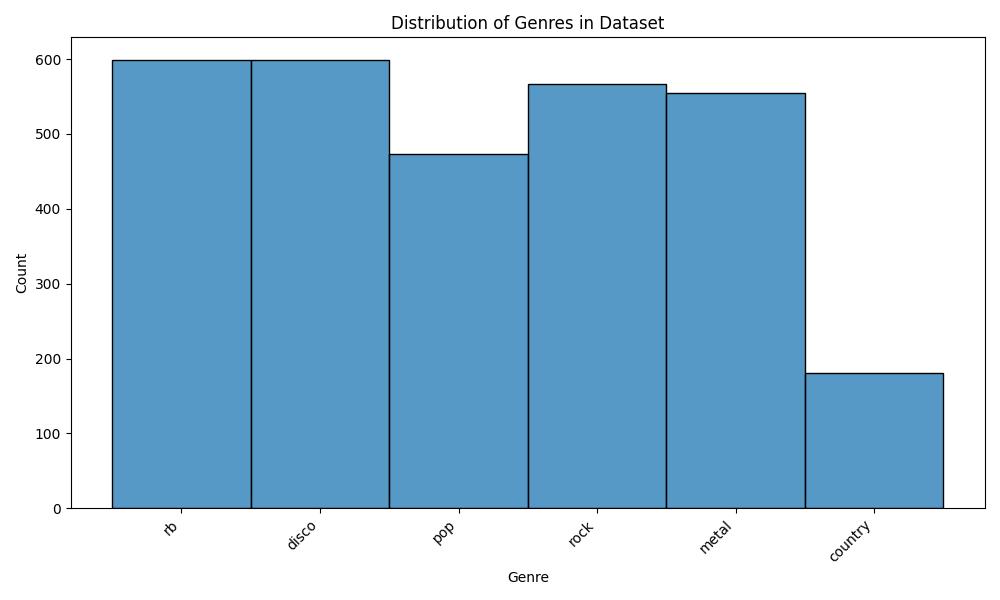 Distribution of Genres in Dataset
600
500
400
300
200
100
0
Count
rb
disco
pop
rock
metal
country
Genre